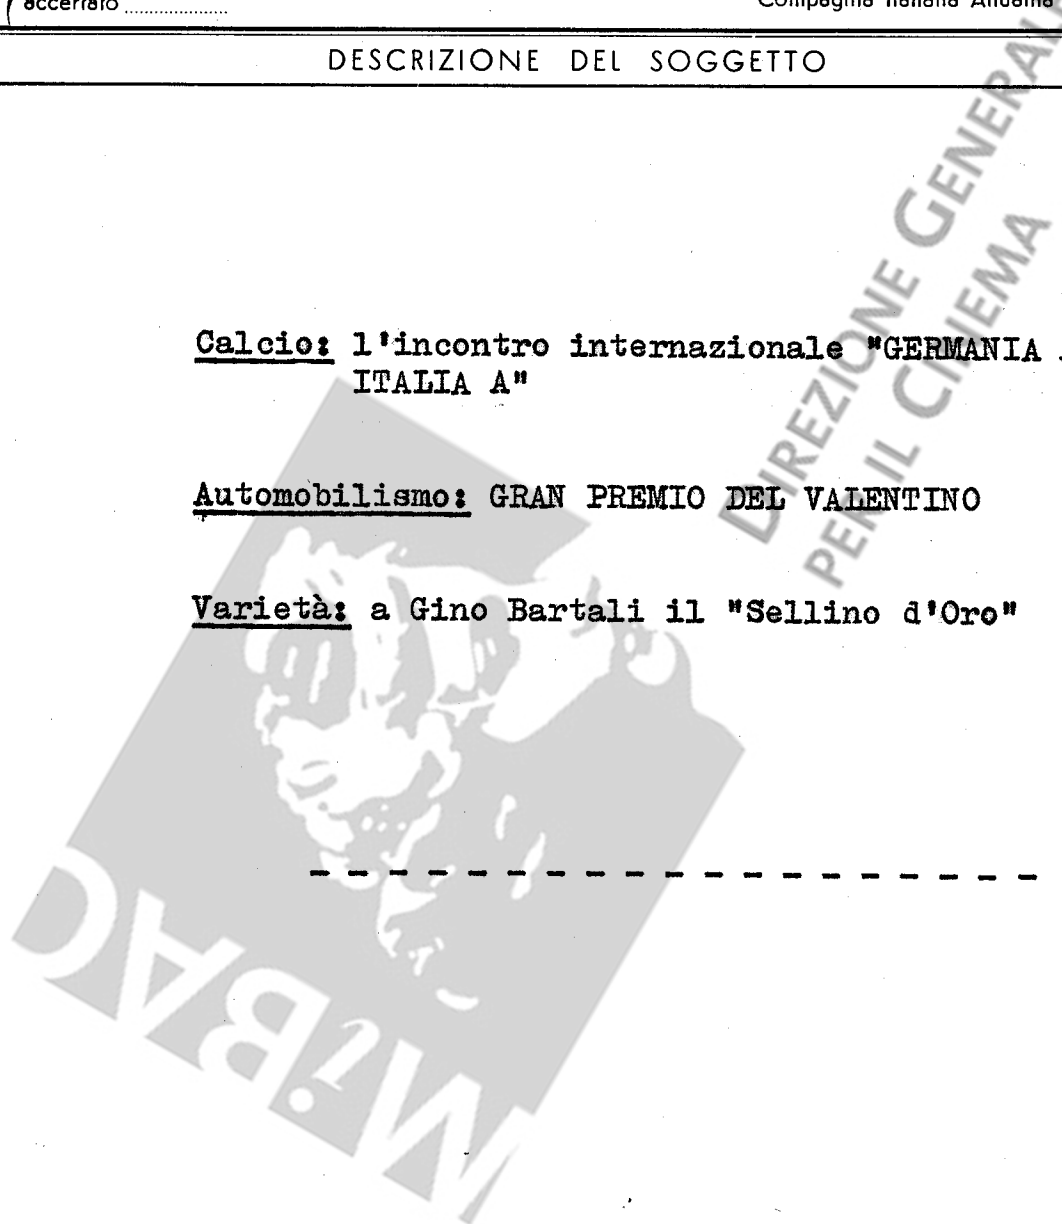 accertato ....................
Compagnia Italiana Attualità
DESCRIZIONE DEL SOGGETTO
Calcio: l'incontro internazionale "GERMANIA
ITALIA A"
Automobilismo: GRAN PREMIO DEL VALENTINO
Varietà: a Gino Bartali il "Sellino d'Oro"
- - - - - - - - - - - - - - - - - - -
DIREZIONE GENERALE
PER IL CINEMA
MiBAC